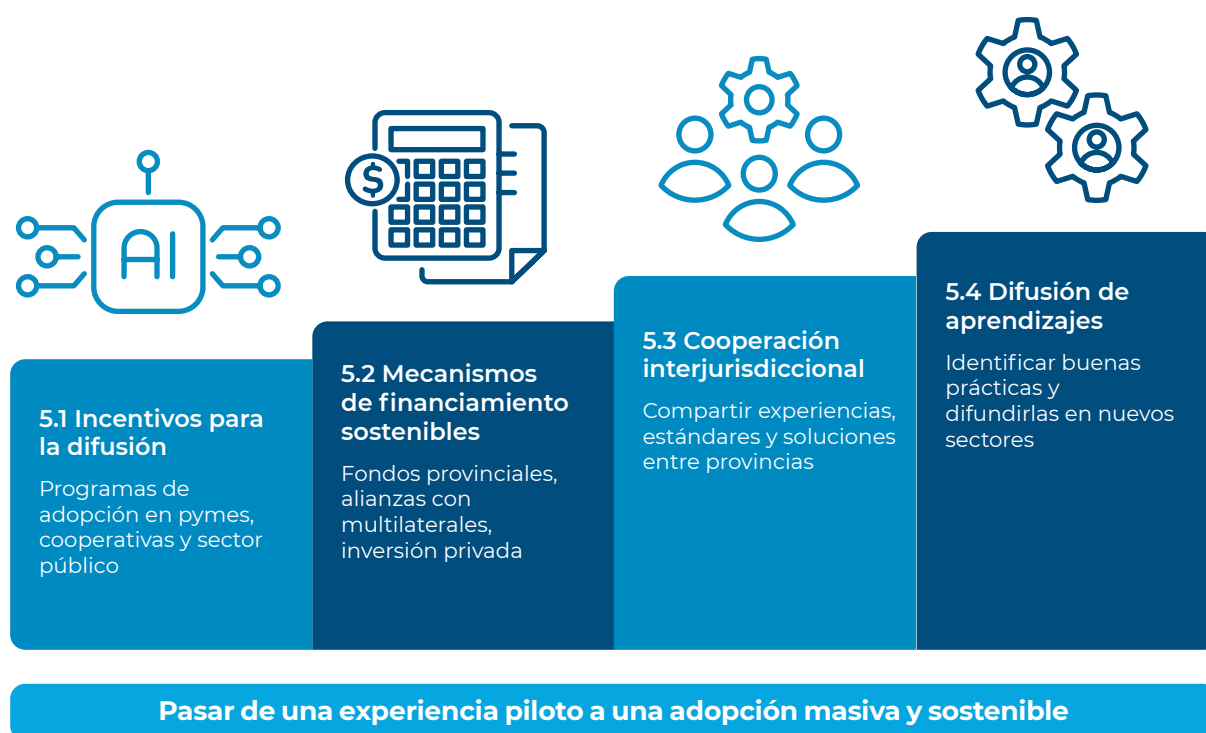 AI
$
5.1 Incentivos para
la difusión
Programas de
adopción en pymes,
cooperativas y sector
público
5.2 Mecanismos
de financiamiento
sostenibles
Fondos provinciales,
alianzas con
multilaterales,
inversión privada
5.3 Cooperación
interjurisdiccional
Compartir experiencias,
estándares y soluciones
entre provincias
5.4 Difusión de
aprendizajes
Identificar buenas
prácticas y
difundirlas en nuevos
sectores
Pasar de una experiencia piloto a una adopción masiva y sostenible